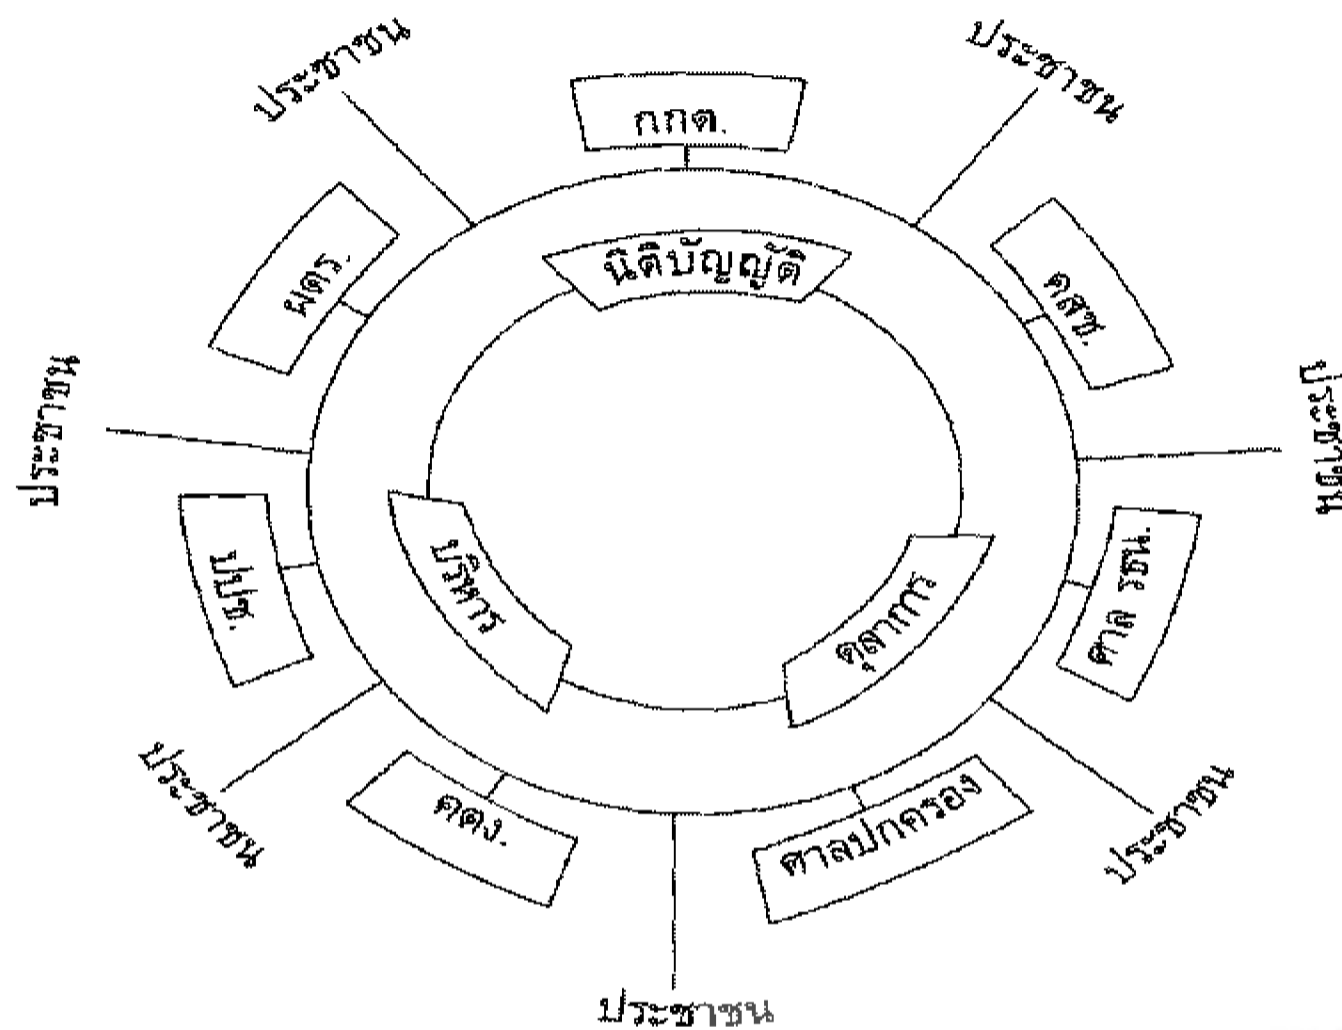 ประชาชน
ประชาชน
กกต.
นิติบัญญัติ
ผตร.
คสช.
ประชาชน
ประชาชน
ปปช.
บริหาร
ตุลาการ
ศาล รธน.
ประชาชน
คตง.
ศาลปกครอง
ประชาชน
ประชาชน